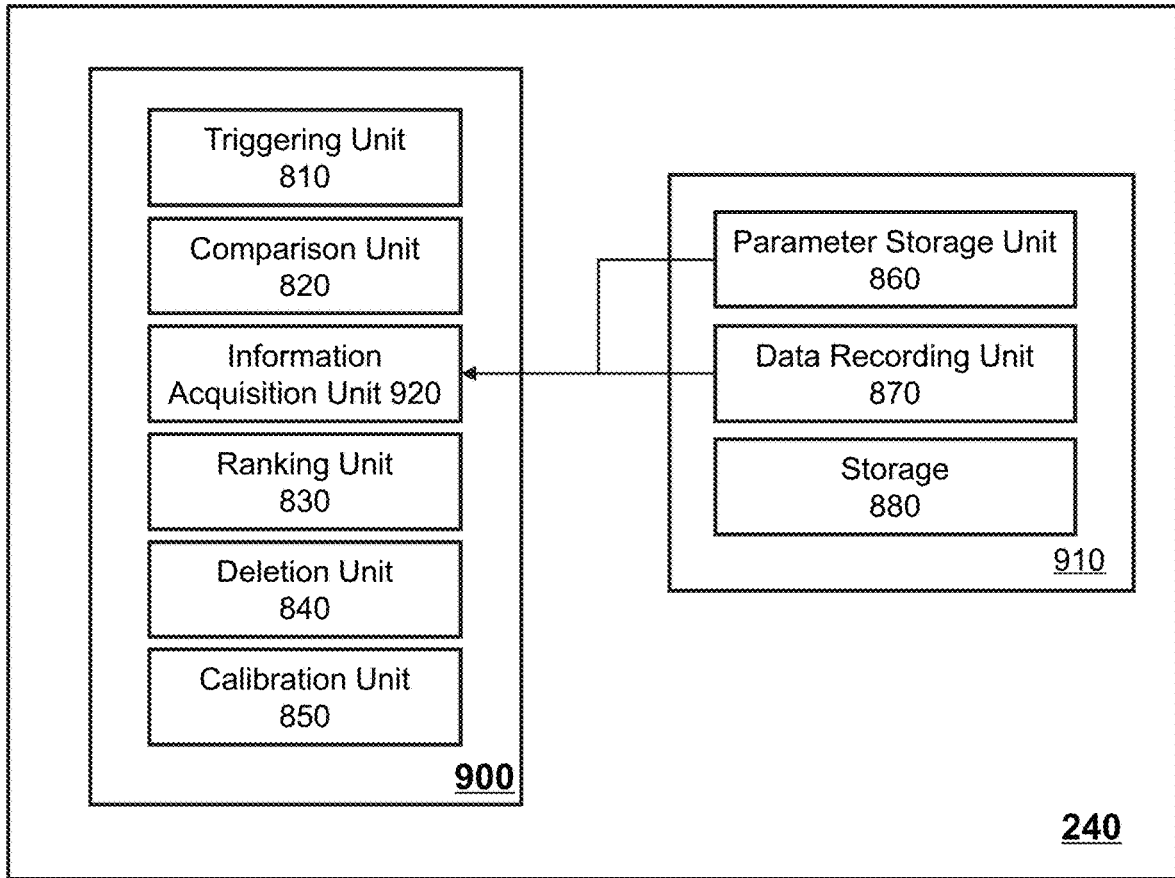 Triggering Unit
810
Comparison Unit
820
Information
Acquisition Unit 920
Ranking Unit
830
Deletion Unit
840
Calibration Unit
850
900
Parameter Storage Unit
860
Data Recording Unit
870
Storage
880
910
240